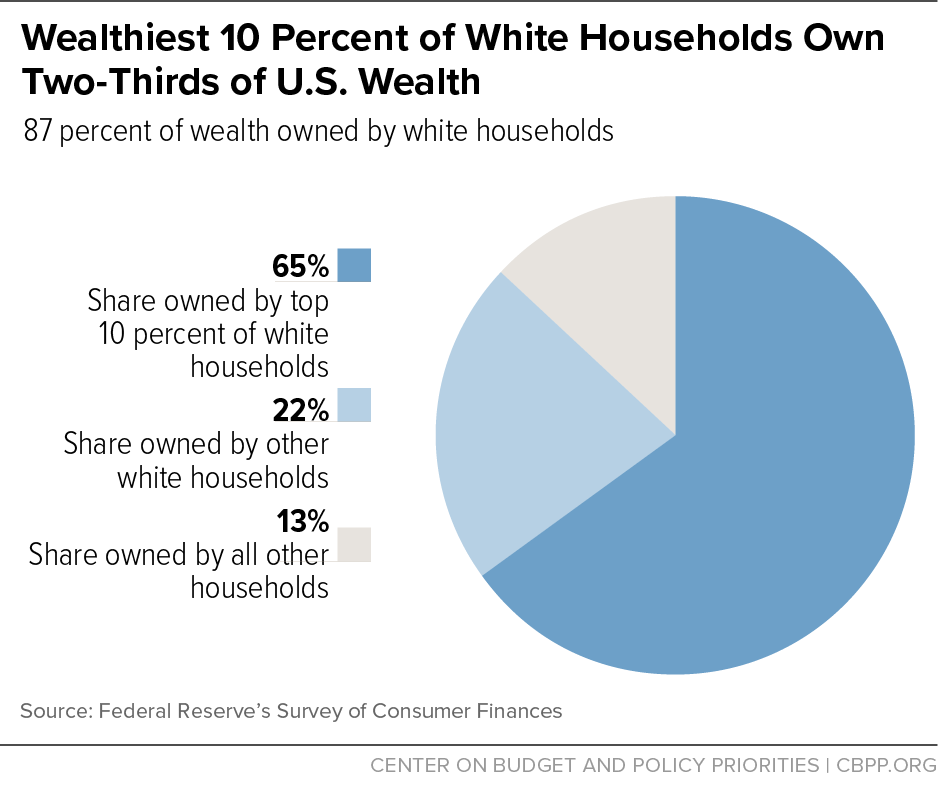 Wealthiest 10 Percent of White Households Own
Two-Thirds of U.S. Wealth
87 percent of wealth owned by white households
65%
Share owned by top
10 percent of white
households
22%
Share owned by other
white households
13%
Share owned by all other
households
Source: Federal Reserve’s Survey of Consumer Finances
CENTER ON BUDGET AND POLICY PRIORITIES | CBPP.ORG